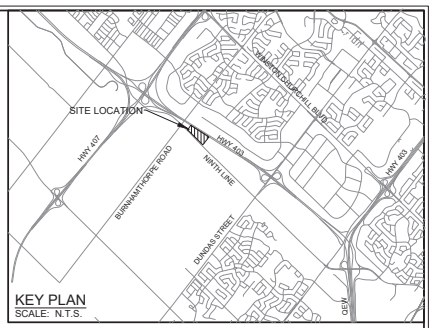 WINSTON CHURCHILL BLVD
SITE LOCATION
HWY 407
HWY 403
HWY 403
BURNHAMTHORPE ROAD
NINTH LINE
DUNDAS STREET
QEW
KEY PLAN
SCALE: N.T.S.